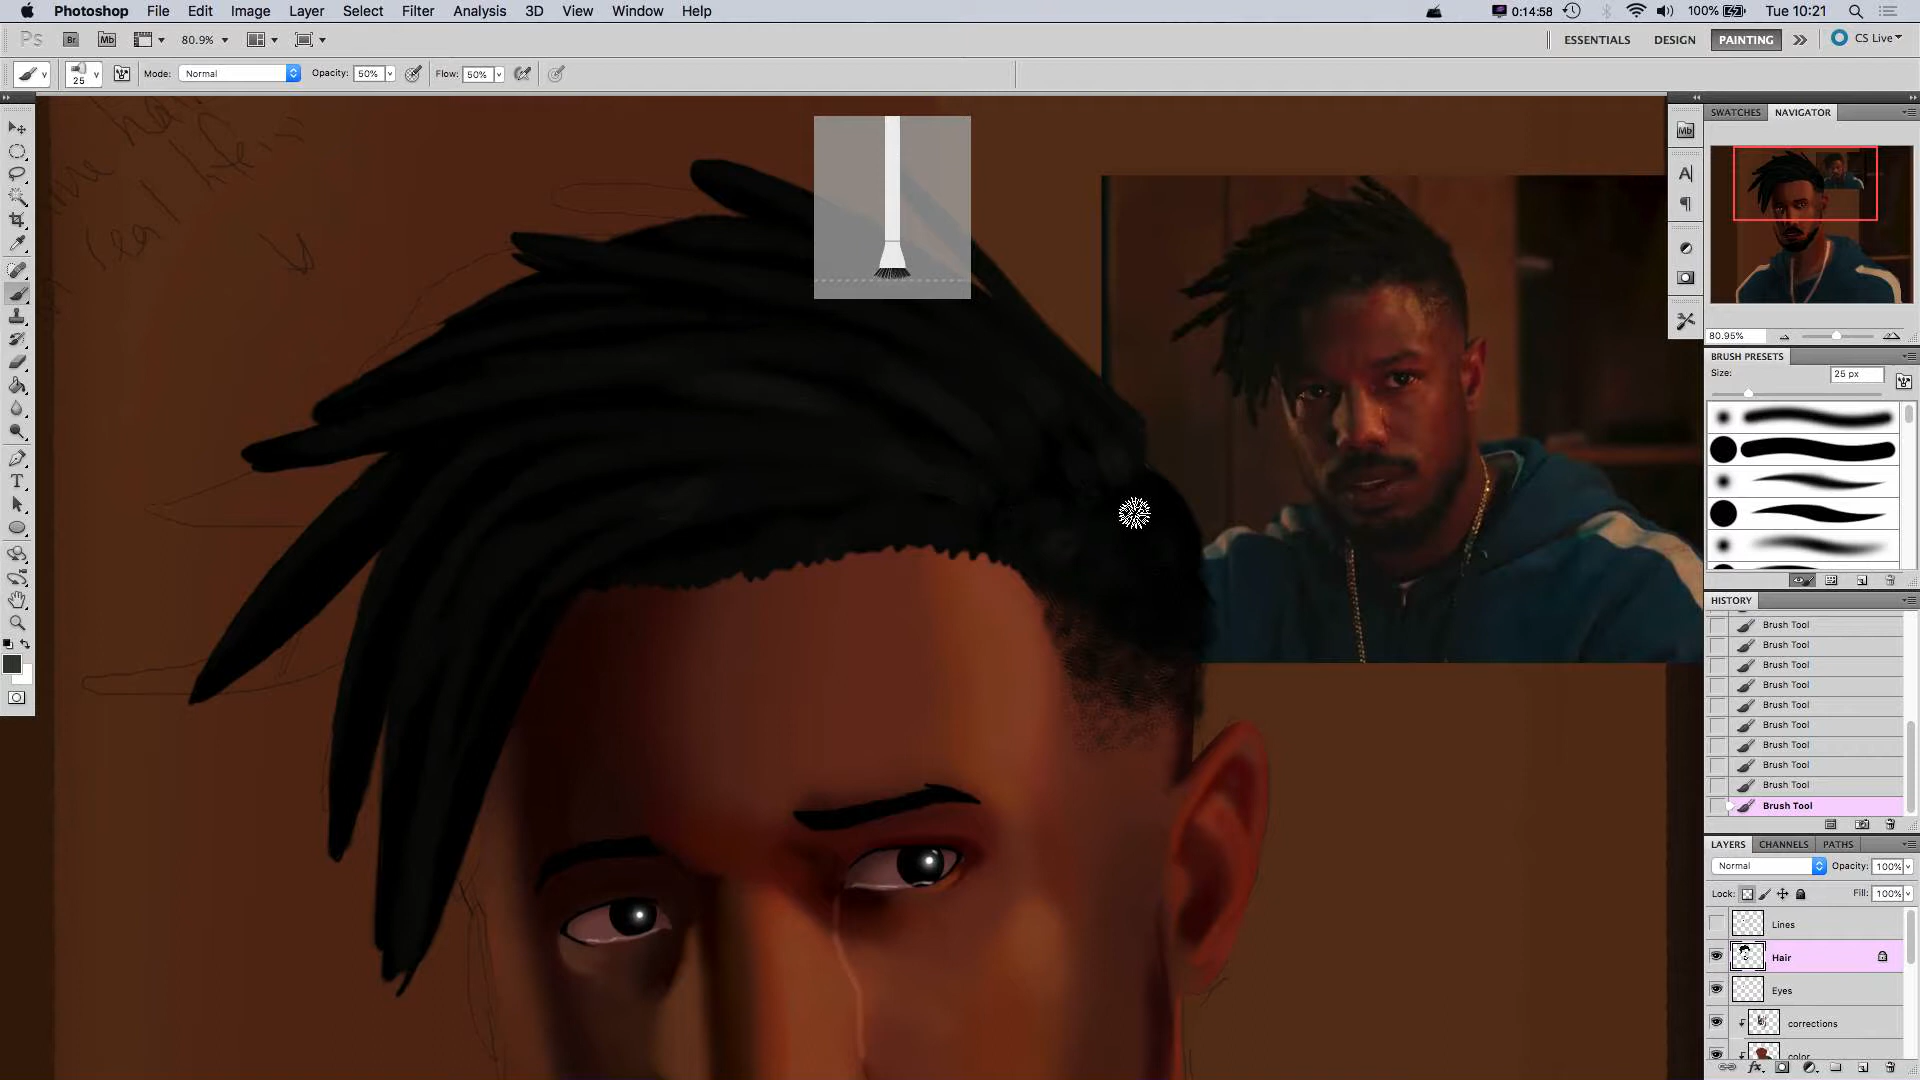 Photoshop File Edit Image Layer Select Filter Analysis 3D View Window Help 0:14:58 100% Tue 10:21
Ps Br Mb 80.9% ESSENTIALS DESIGN PAINTING CS Live
25 Mode: Normal Opacity: 50% Flow: 50%
SWATCHES NAVIGATOR
Mb
A
80.95%
BRUSH PRESETS
Size: 25 px
HISTORY
Brush Tool
Brush Tool
Brush Tool
Brush Tool
Brush Tool
Brush Tool
Brush Tool
Brush Tool
Brush Tool
Brush Tool
LAYERS CHANNELS PATHS
Normal Opacity: 100%
Lock: Fill: 100%
Lines
Hair
Eyes
corrections
color